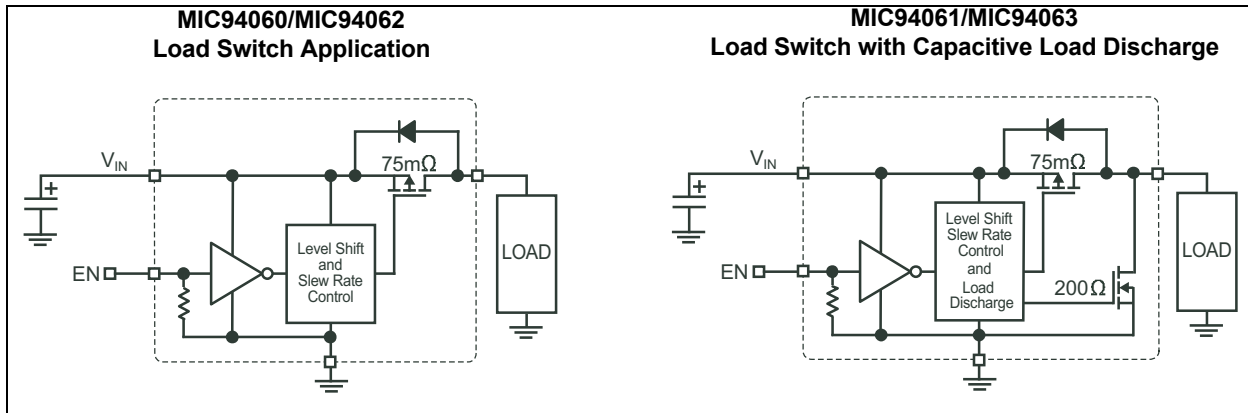 MIC94060/MIC94062
Load Switch Application
VIN
+
75mΩ
EN
Level Shift
and
Slew Rate
Control
LOAD
MIC94061/MIC94063
Load Switch with Capacitive Load Discharge
VIN
+
75mΩ
EN
Level Shift
Slew Rate
Control
and
Load
Discharge
200Ω
LOAD